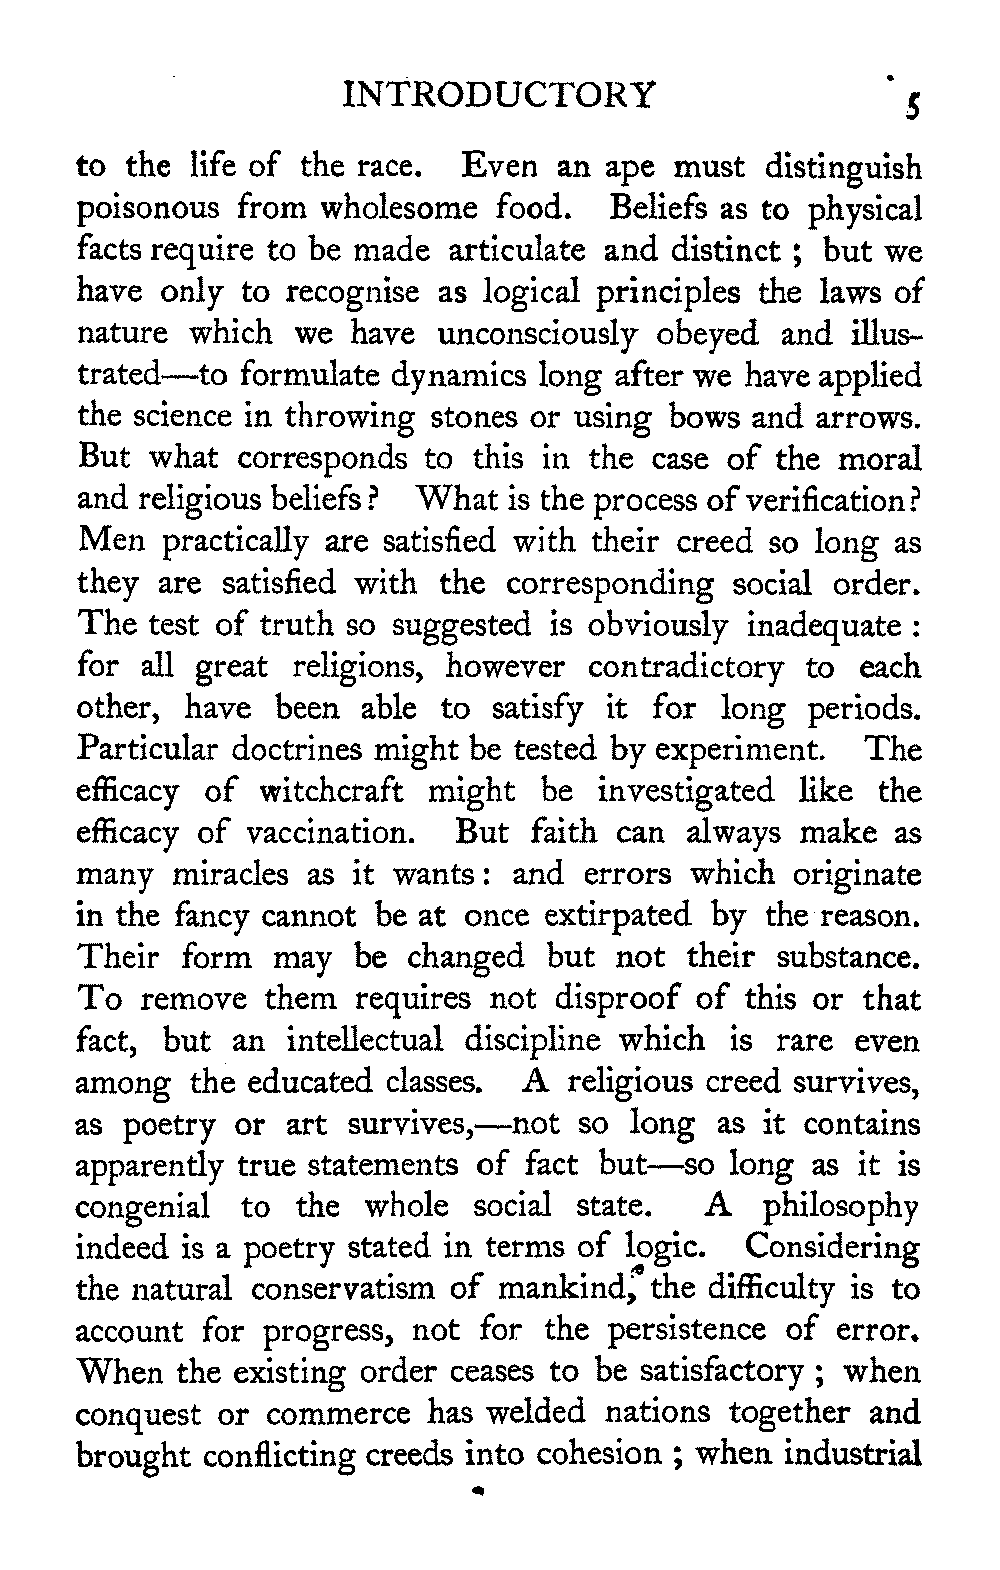 INTRODUCTORY 5
to the life of the race. Even an ape must distinguish
poisonous from wholesome food. Beliefs as to physical
facts require to be made articulate and distinct ; but we
have only to recognise as logical principles the laws of
nature which we have unconsciously obeyed and illus-
trated—to formulate dynamics long after we have applied
the science in throwing stones or using bows and arrows.
But what corresponds to this in the case of the moral
and religious beliefs ? What is the process of verification ?
Men practically are satisfied with their creed so long as
they are satisfied with the corresponding social order.
The test of truth so suggested is obviously inadequate :
for all great religions, however contradictory to each
other, have been able to satisfy it for long periods.
Particular doctrines might be tested by experiment. The
efficacy of witchcraft might be investigated like the
efficacy of vaccination. But faith can always make as
many miracles as it wants : and errors which originate
in the fancy cannot be at once extirpated by the reason.
Their form may be changed but not their substance.
To remove them requires not disproof of this or that
fact, but an intellectual discipline which is rare even
among the educated classes. A religious creed survives,
as poetry or art survives,—not so long as it contains
apparently true statements of fact but—so long as it is
congenial to the whole social state. A philosophy
indeed is a poetry stated in terms of logic. Considering
the natural conservatism of mankind, the difficulty is to
account for progress, not for the persistence of error.
When the existing order ceases to be satisfactory ; when
conquest or commerce has welded nations together and
brought conflicting creeds into cohesion ; when industrial